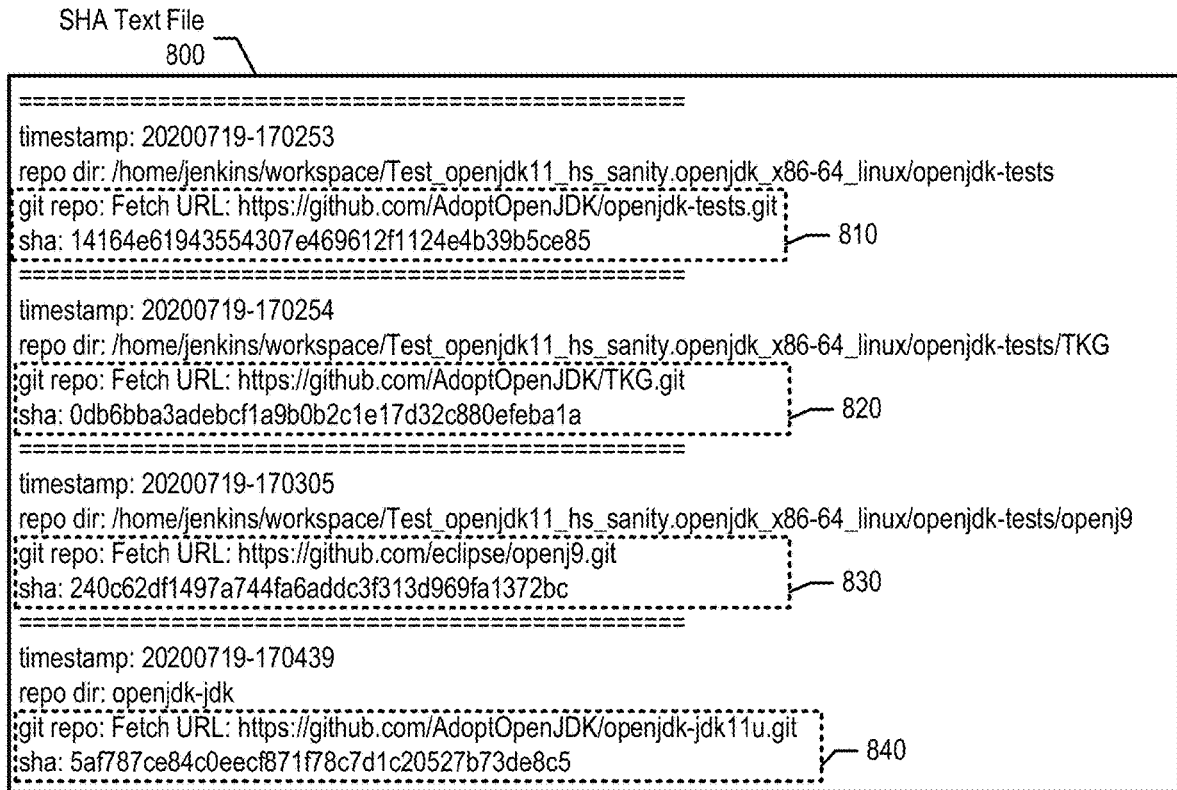 SHA Text File
800
================================================
timestamp: 20200719-170253
repo dir: /home/jenkins/workspace/Test_openjdk11_hs_sanity.openjdk_x86-64_linux/openjdk-tests
git repo: Fetch URL: https://github.com/AdoptOpenJDK/openjdk-tests.git
sha: 14164e61943554307e469612f1124e4b39b5ce85
810
================================================
timestamp: 20200719-170254
repo dir: /home/jenkins/workspace/Test_openjdk11_hs_sanity.openjdk_x86-64_linux/openjdk-tests/TKG
git repo: Fetch URL: https://github.com/AdoptOpenJDK/TKG.git
sha: 0db6bba3adebcf1a9b0b2c1e17d32c880efeba1a
820
================================================
timestamp: 20200719-170305
repo dir: /home/jenkins/workspace/Test_openjdk11_hs_sanity.openjdk_x86-64_linux/openjdk-tests/openj9
git repo: Fetch URL: https://github.com/eclipse/openj9.git
sha: 240c62df1497a744fa6addc3f313d969fa1372bc
830
================================================
timestamp: 20200719-170439
repo dir: openjdk-jdk
git repo: Fetch URL: https://github.com/AdoptOpenJDK/openjdk-jdk11u.git
sha: 5af787ce84c0eecf871f78c7d1c20527b73de8c5
840